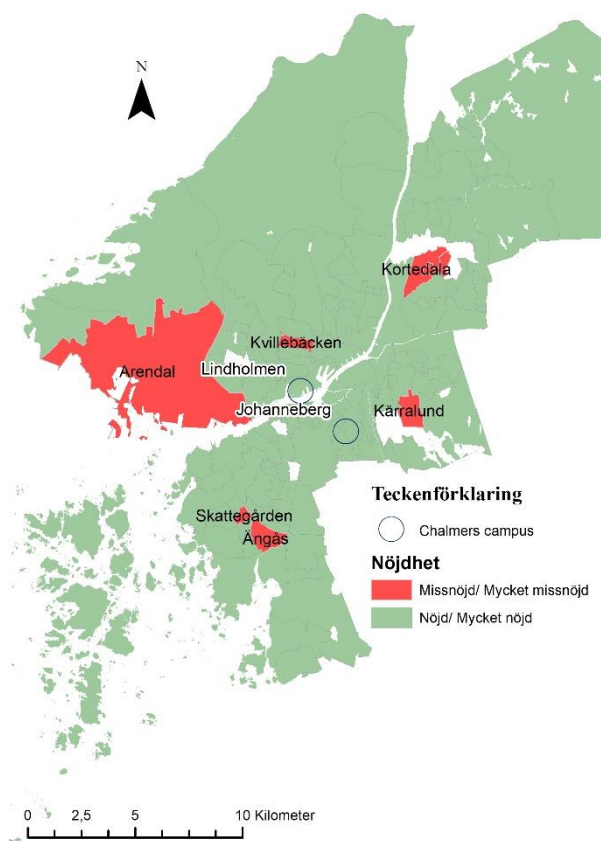 N
Kortedala
Kvillebäcken
Lindholmen
Arendal
Johanneberg
Kärralund
Skattegården
Ängås
Teckenförklaring
Chalmers campus
Nöjdhet
Missnöjd/ Mycket missnöjd
Nöjd/ Mycket nöjd
0 2,5 5 10 Kilometer